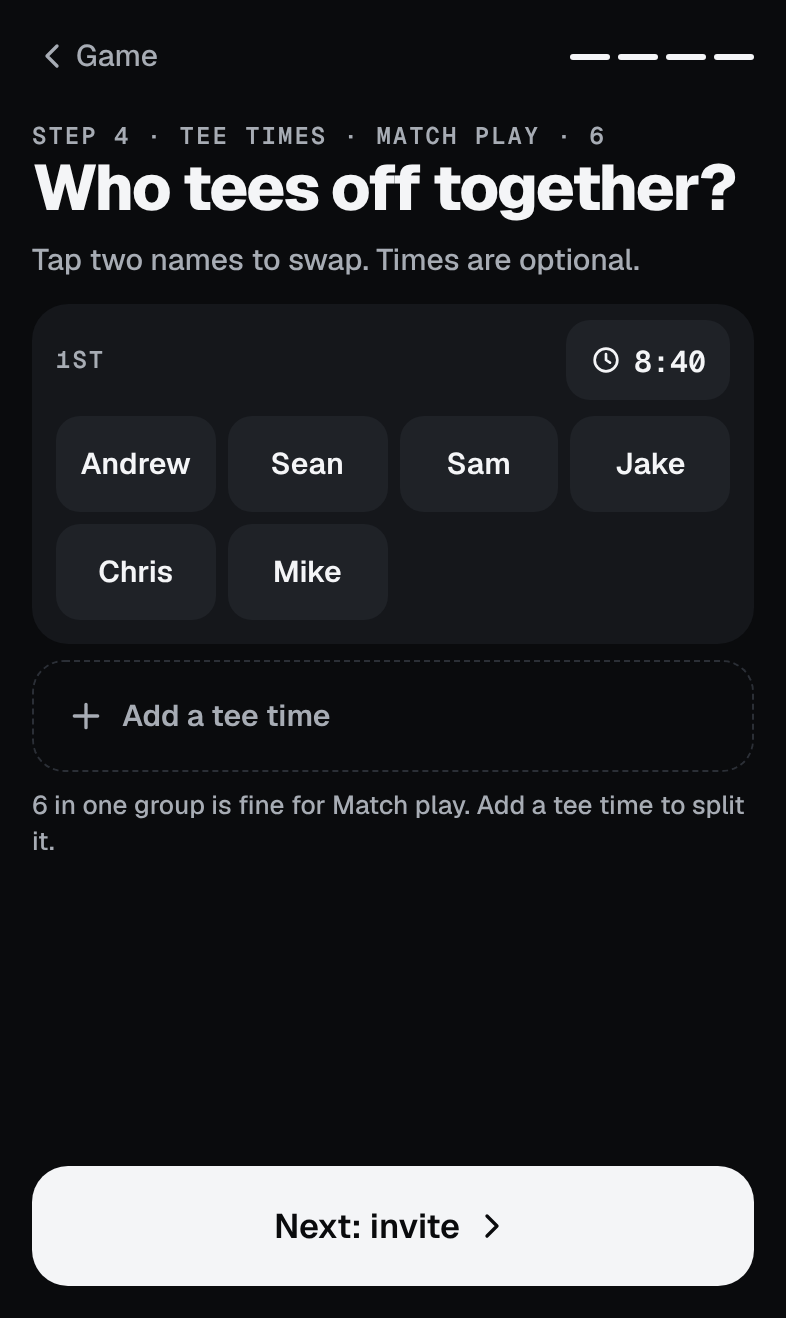 Game
STEP 4 · TEE TIMES · MATCH PLAY · 6
Who tees off together?
Tap two names to swap. Times are optional.
1ST
8:40
Andrew Sean Sam Jake
Chris Mike
Add a tee time
6 in one group is fine for Match play. Add a tee time to split
it.
Next: invite